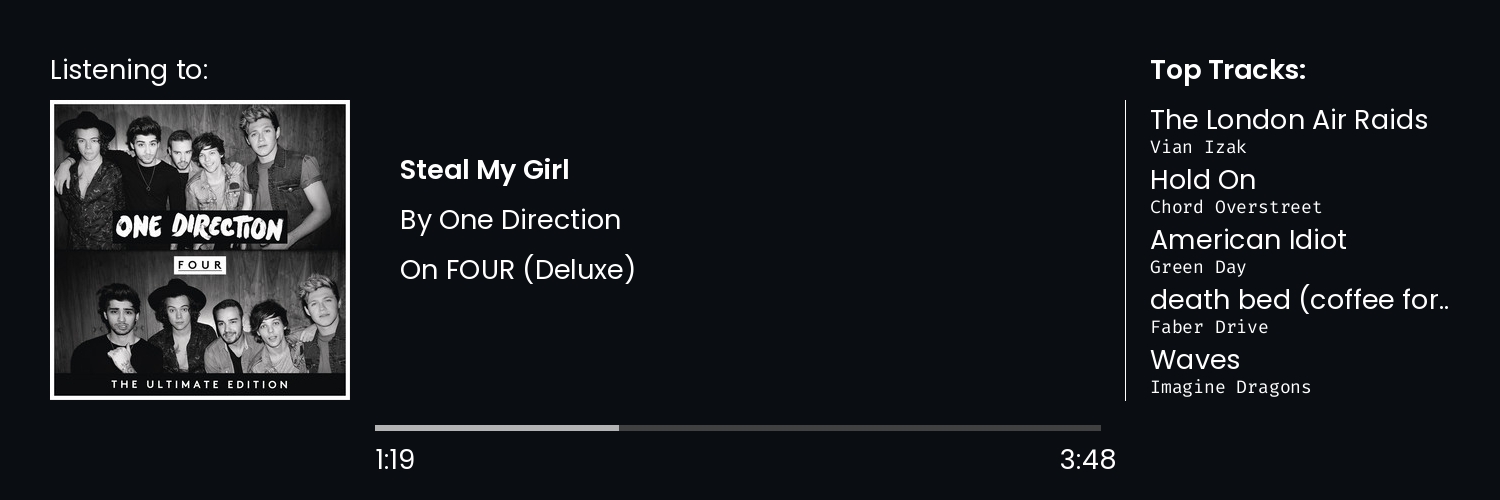 Listening to:
ONE DIRECTION
FOUR
THE ULTIMATE EDITION
Steal My Girl
By One Direction
On FOUR (Deluxe)
1:19
3:48
Top Tracks:
The London Air Raids
Vian Izak
Hold On
Chord Overstreet
American Idiot
Green Day
death bed (coffee for..
Faber Drive
Waves
Imagine Dragons